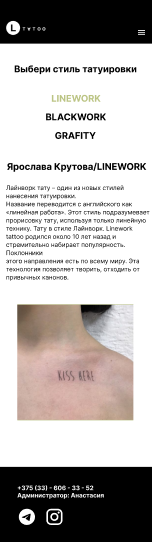 L TATOO
Выбери стиль татуировки
LINEWORK
BLACKWORK
GRAFITY
Ярослава Крутова/LINEWORK
Лайнворк тату – один из новых стилей
нанесения татуировки.
Название переводится с английского как
«линейная работа». Этот стиль подразумевает
прорисовку тату, используя только линейную
технику. Тату в стиле Лайнворк. Linework
tattoo родился около 10 лет назад и
стремительно набирает популярность.
Поклонники
этого направления есть по всему миру. Эта
технология позволяет творить, отходить от
привычных канонов.
KISS HERE
+375 (33) - 606 - 33 - 52
Администратор: Анастасия